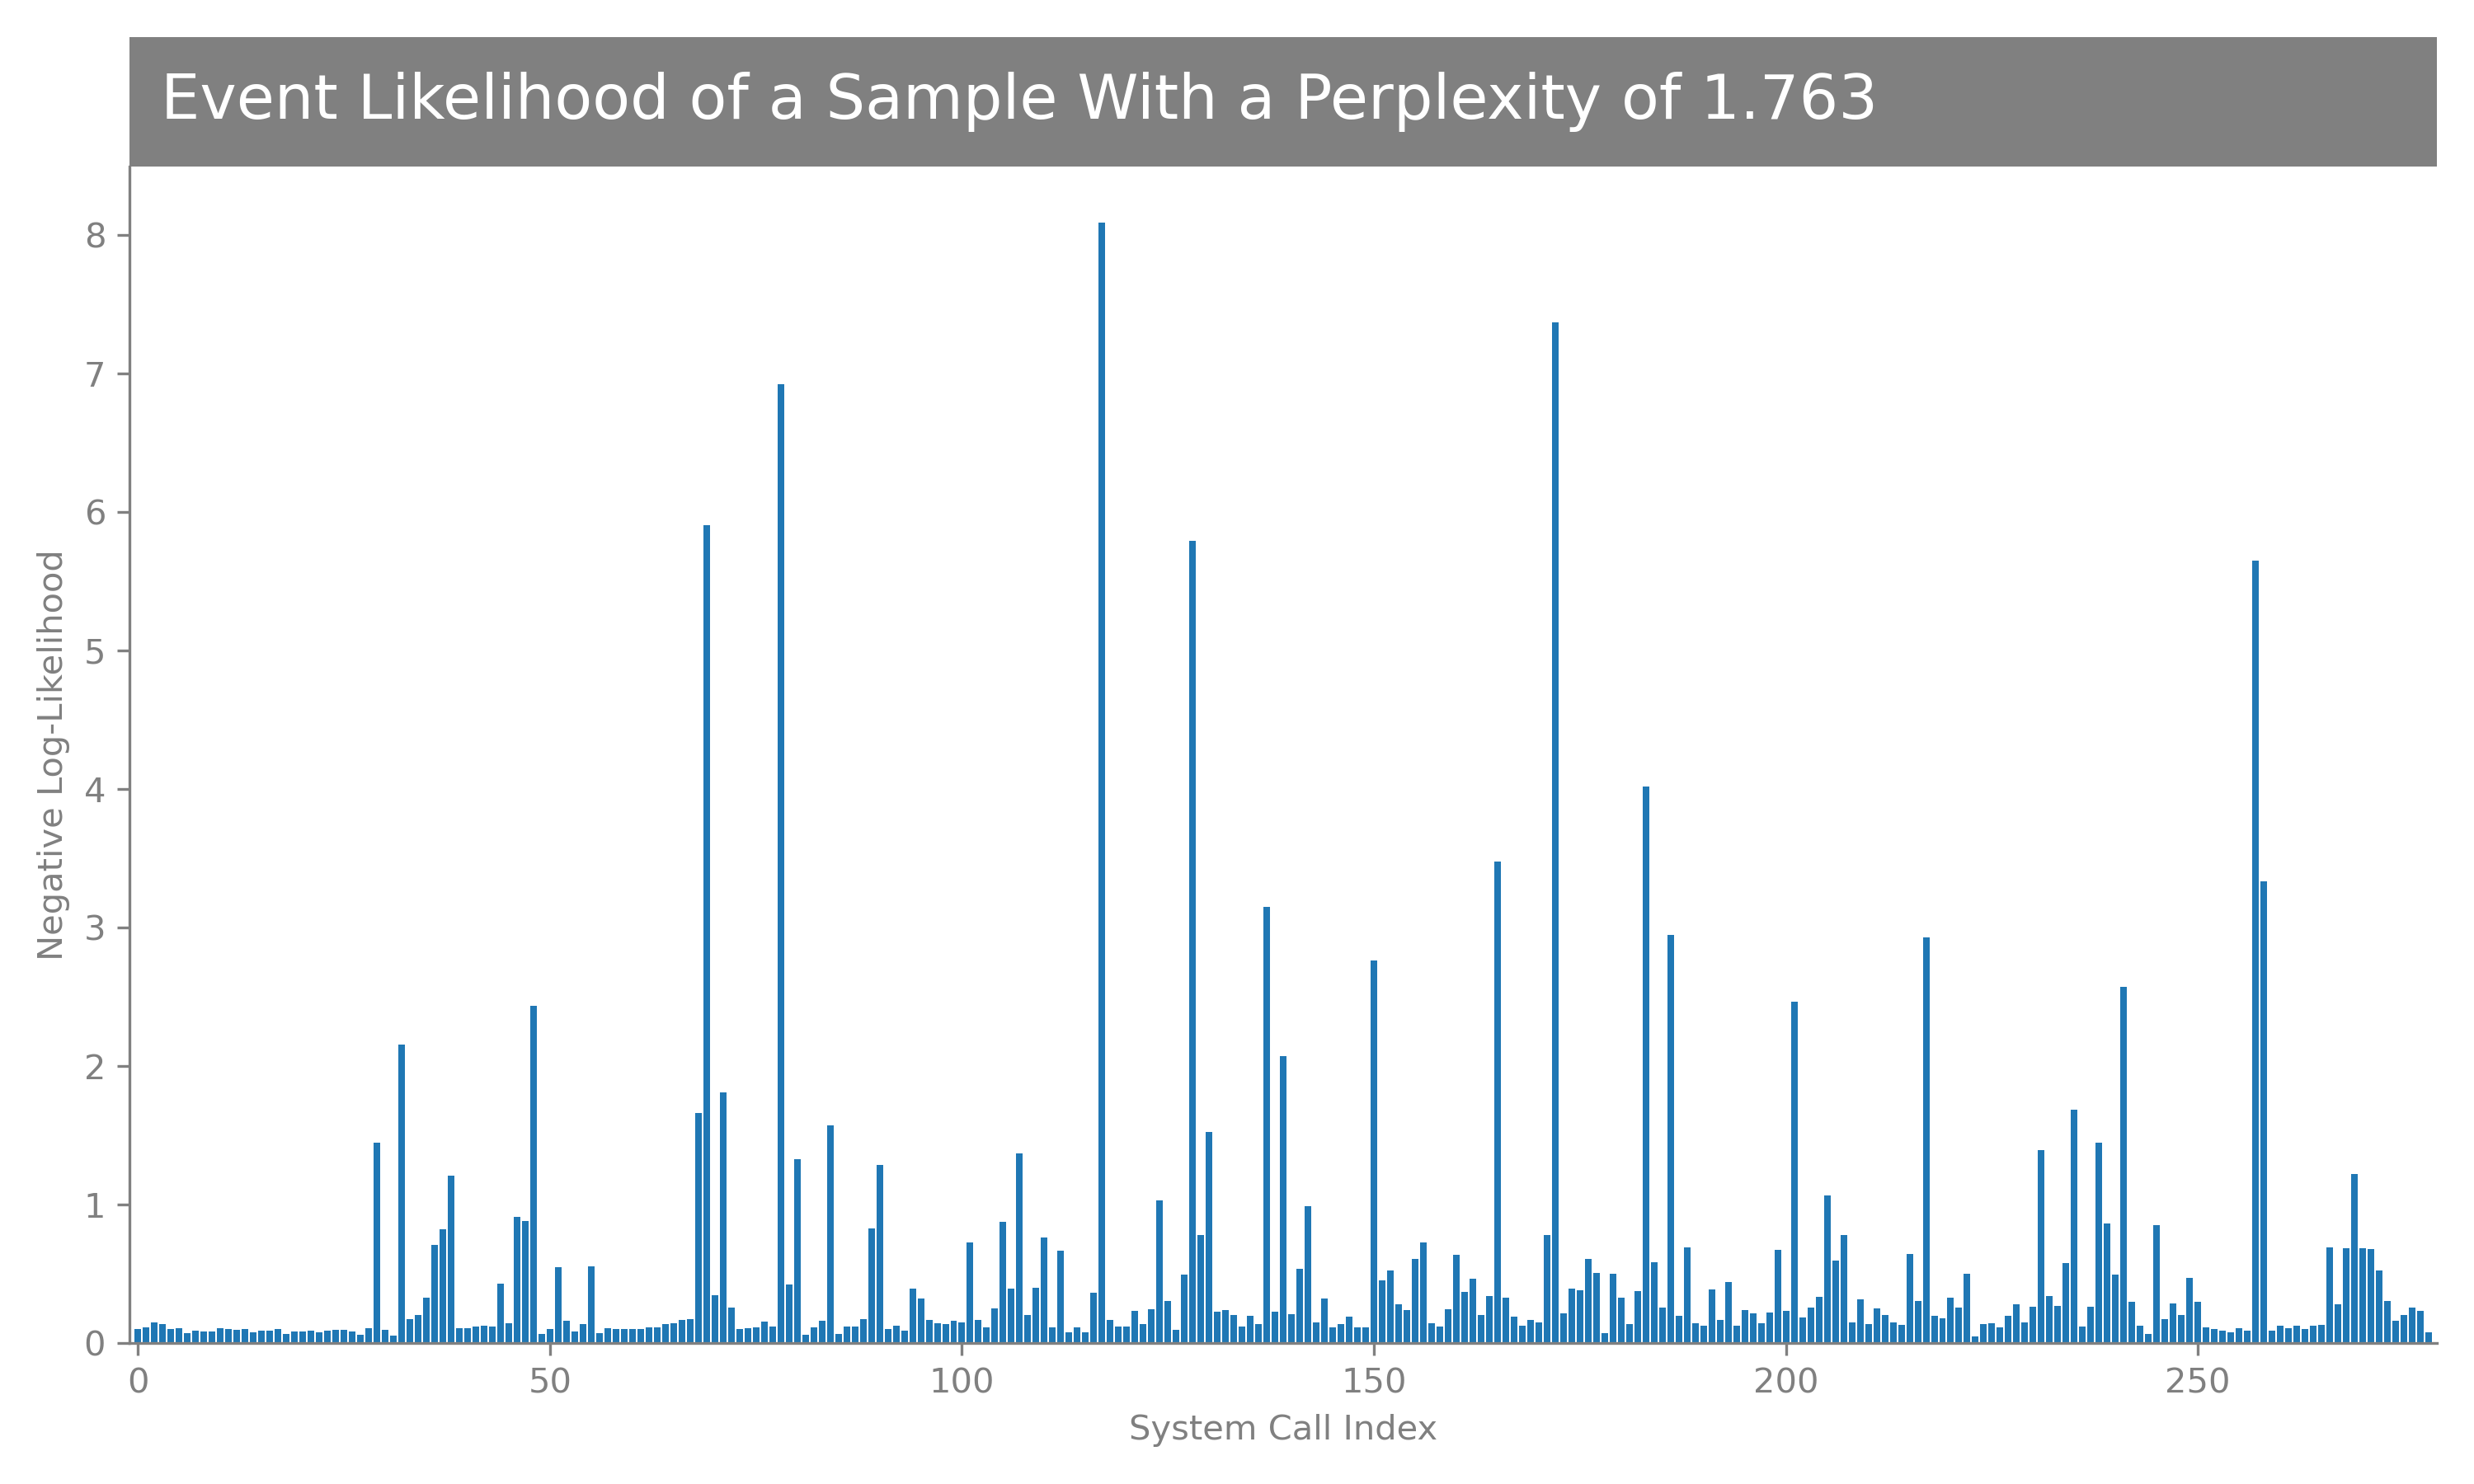 Event Likelihood of a Sample With a Perplexity of 1.763
Negative Log-Likelihood
8
7
6
5
4
3
2
1
0
0 50 100 150 200 250
System Call Index